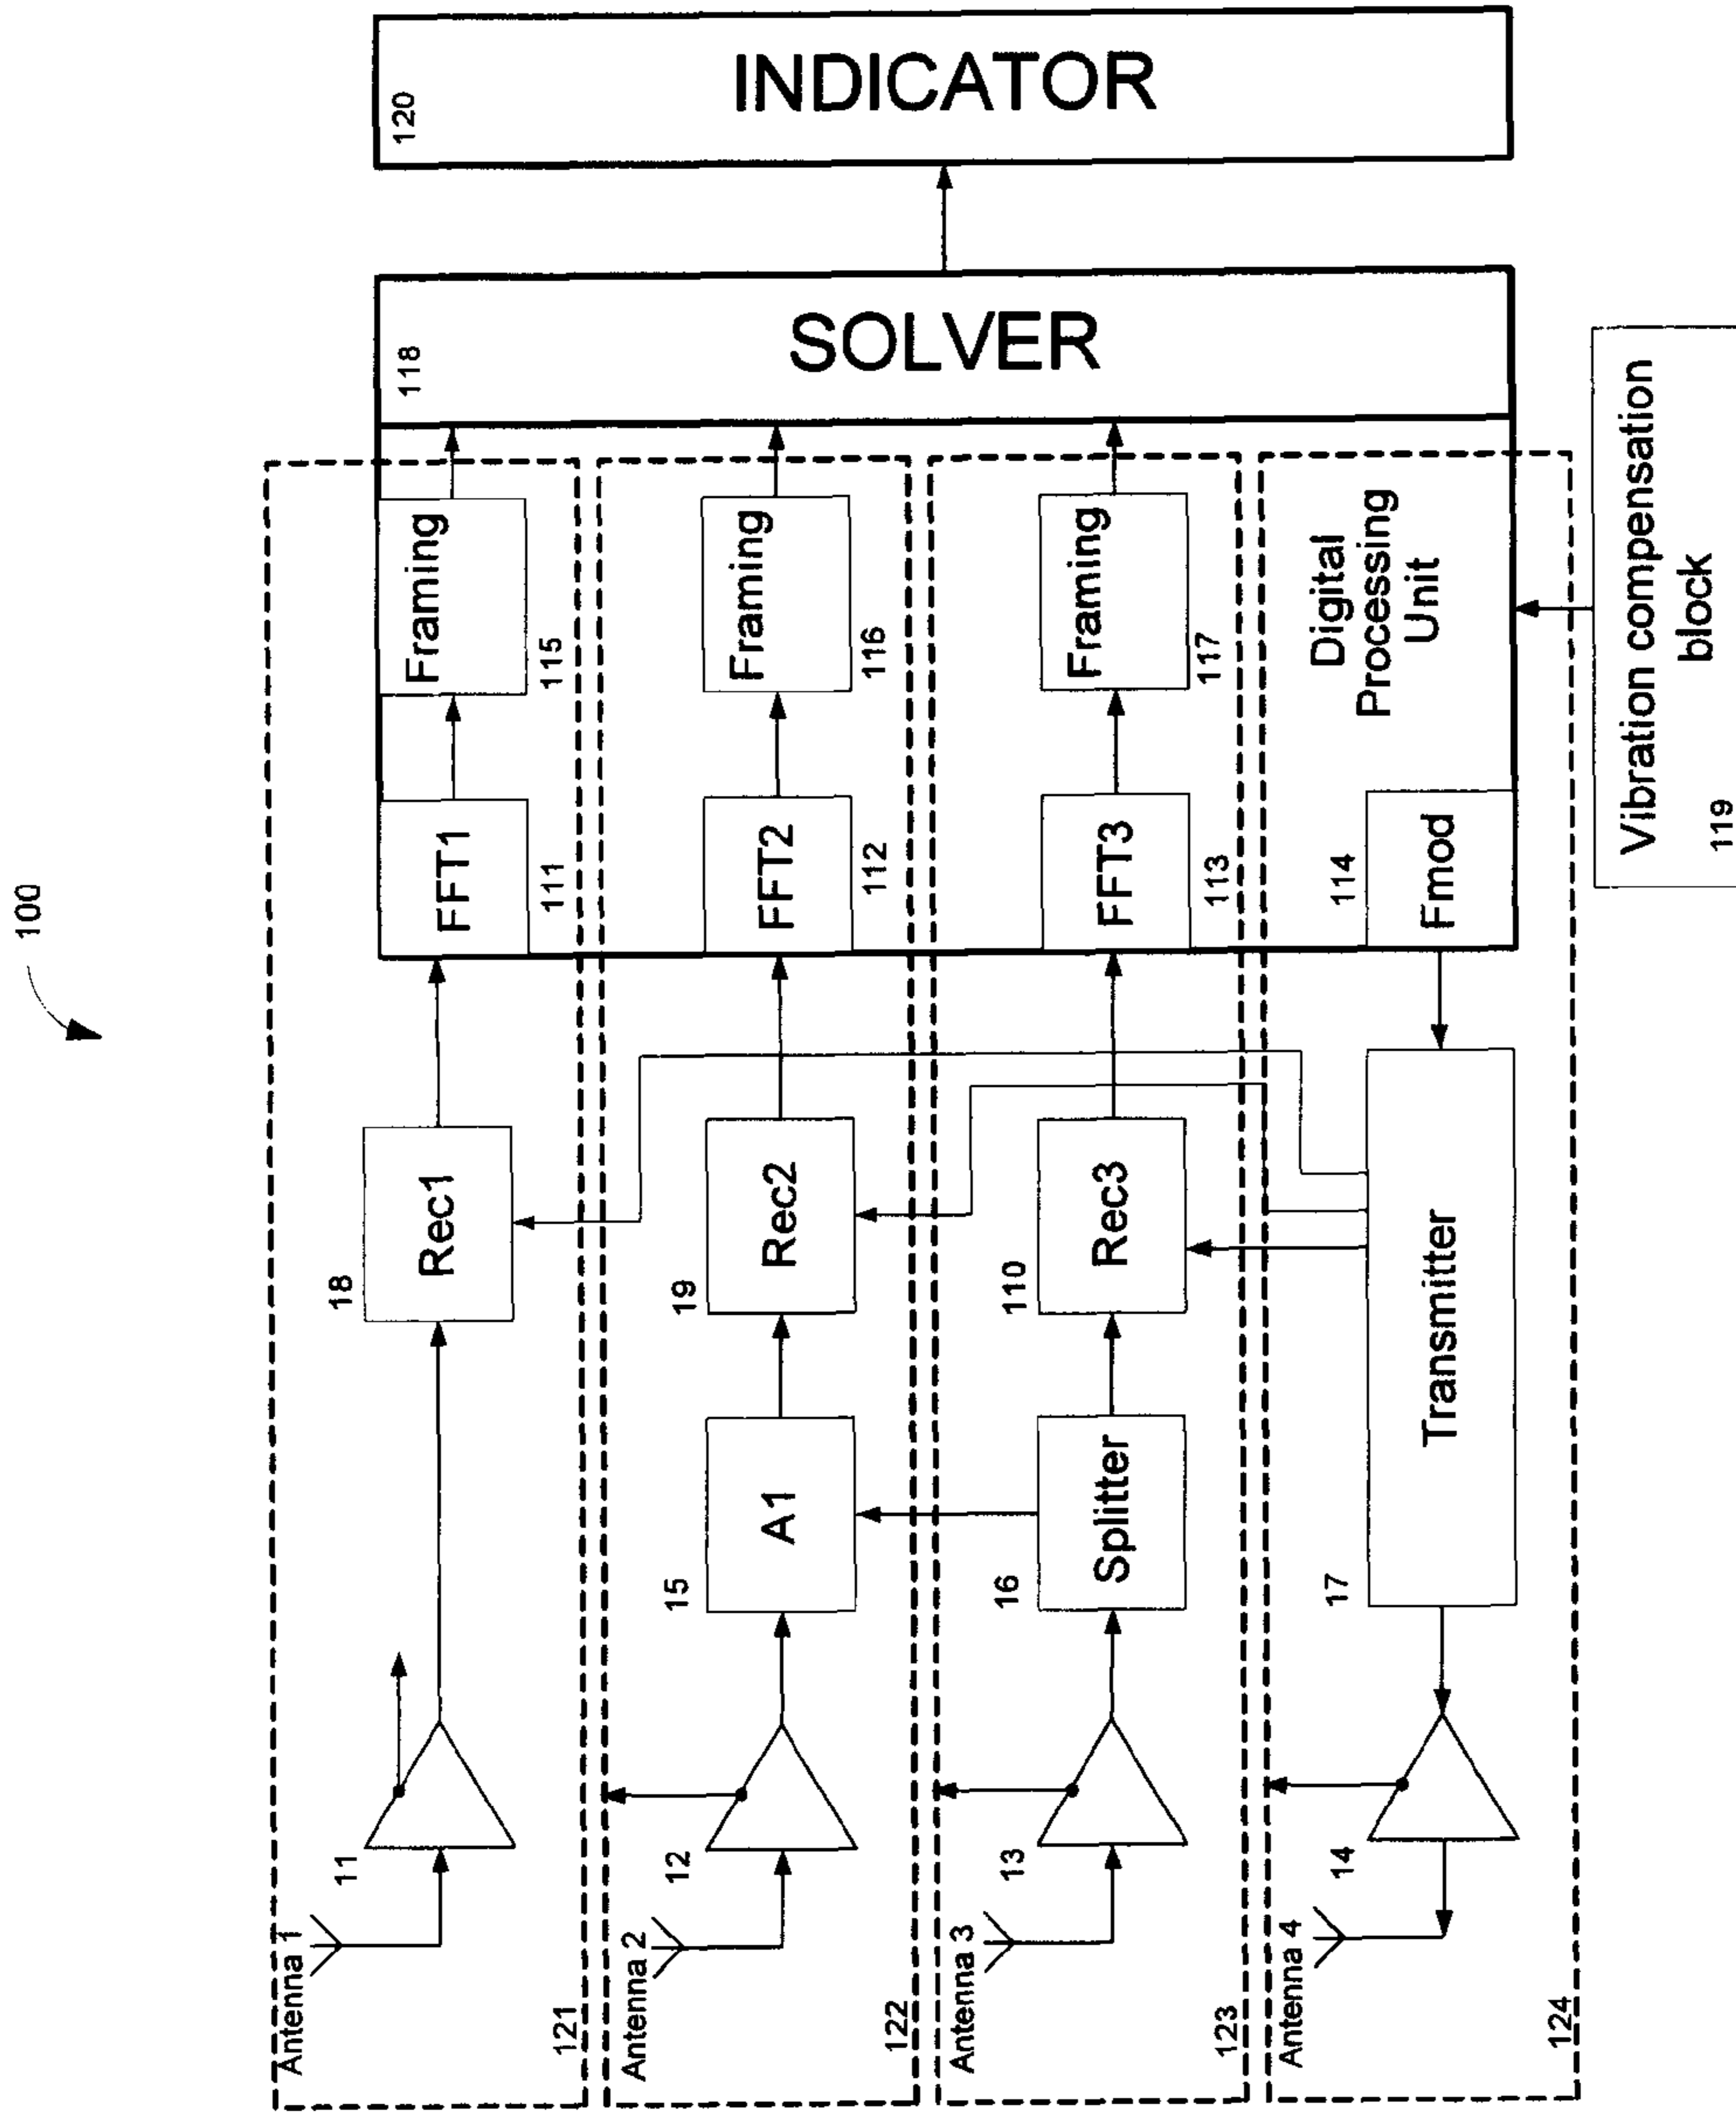 100
Antenna 1
11
18
Rec1
FFT1
111
Framing
115
121
Antenna 2
12
15
A1
19
Rec2
FFT2
112
Framing
116
122
Antenna 3
13
16
Splitter
110
Rec3
FFT3
113
Framing
117
123
Antenna 4
14
17
Transmitter
114
Fmod
Digital
Processing
Unit
124
118
SOLVER
120
INDICATOR
Vibration compensation
block
119